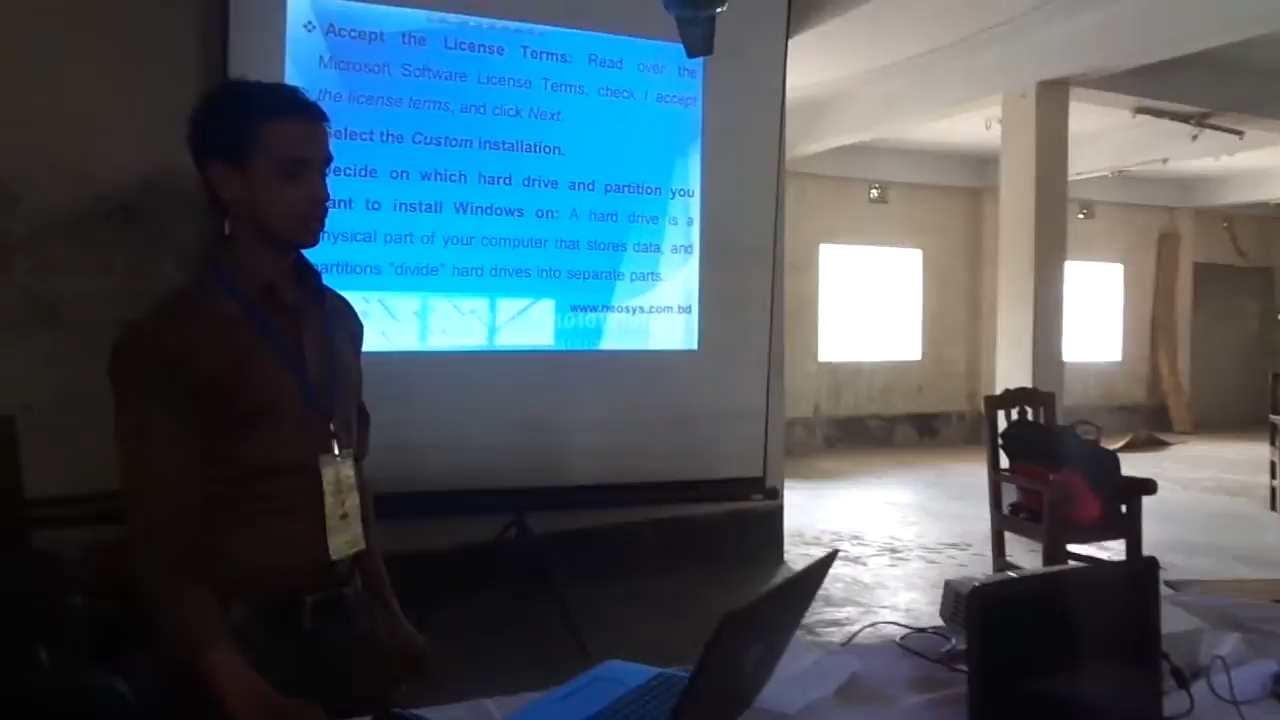 Accept the License Terms: Read over the
Microsoft Software License Terms, check I accept
the license terms, and click Next.
elect the Custom installation.
ecide on which hard drive and partition you
ant to install Windows on: A hard drive is a
hysical part of your computer that stores data, and
artitions "divide" hard drives into separate parts.
www.neosys.com.bd